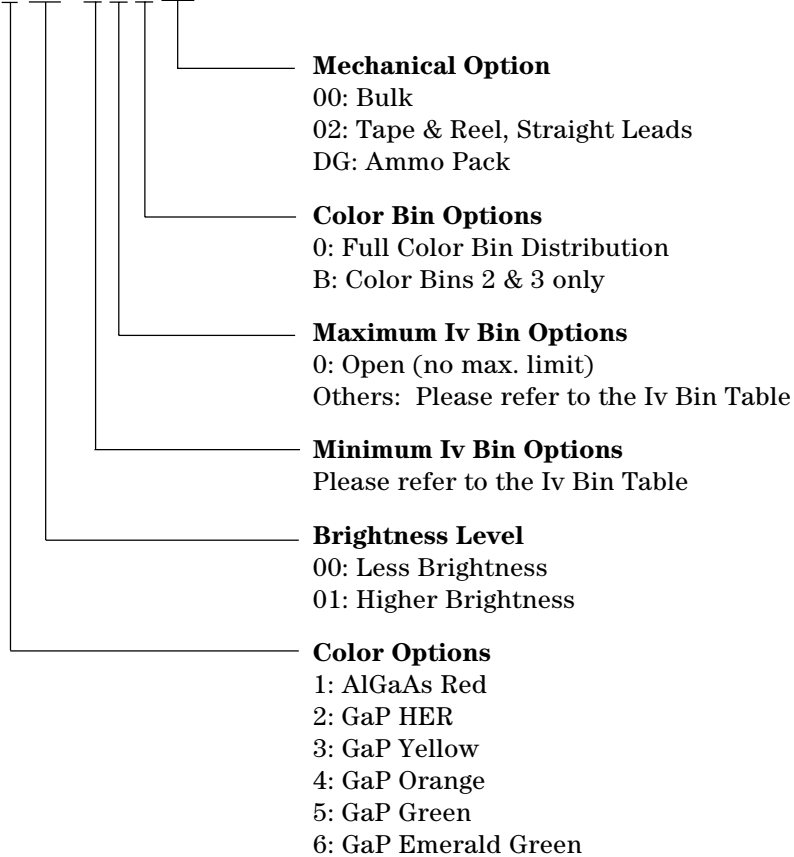 Mechanical Option
00: Bulk
02: Tape & Reel, Straight Leads
DG: Ammo Pack
Color Bin Options
0: Full Color Bin Distribution
B: Color Bins 2 & 3 only
Maximum Iv Bin Options
0: Open (no max. limit)
Others:  Please refer to the Iv Bin Table
Minimum Iv Bin Options
Please refer to the Iv Bin Table
Brightness Level
00: Less Brightness
01: Higher Brightness
Color Options
1: AlGaAs Red
2: GaP HER
3: GaP Yellow
4: GaP Orange
5: GaP Green
6: GaP Emerald Green